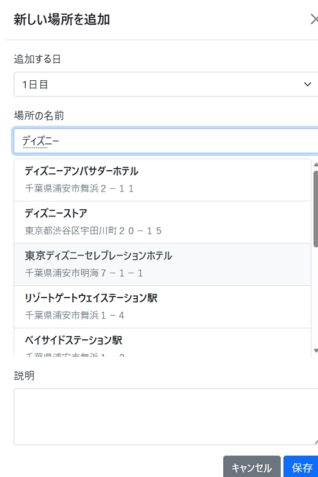 新しい場所を追加
追加する日
1日目
場所の名前
ディズニー
ディズニーアンバサダーホテル
千葉県浦安市舞浜２－１１
ディズニーストア
東京都渋谷区宇田川町２０－１５
東京ディズニーセレブレーションホテル
千葉県浦安市明海７－１－１
リゾートゲートウェイステーション駅
千葉県浦安市舞浜１－４
ベイサイドステーション駅
説明
キャンセル
保存